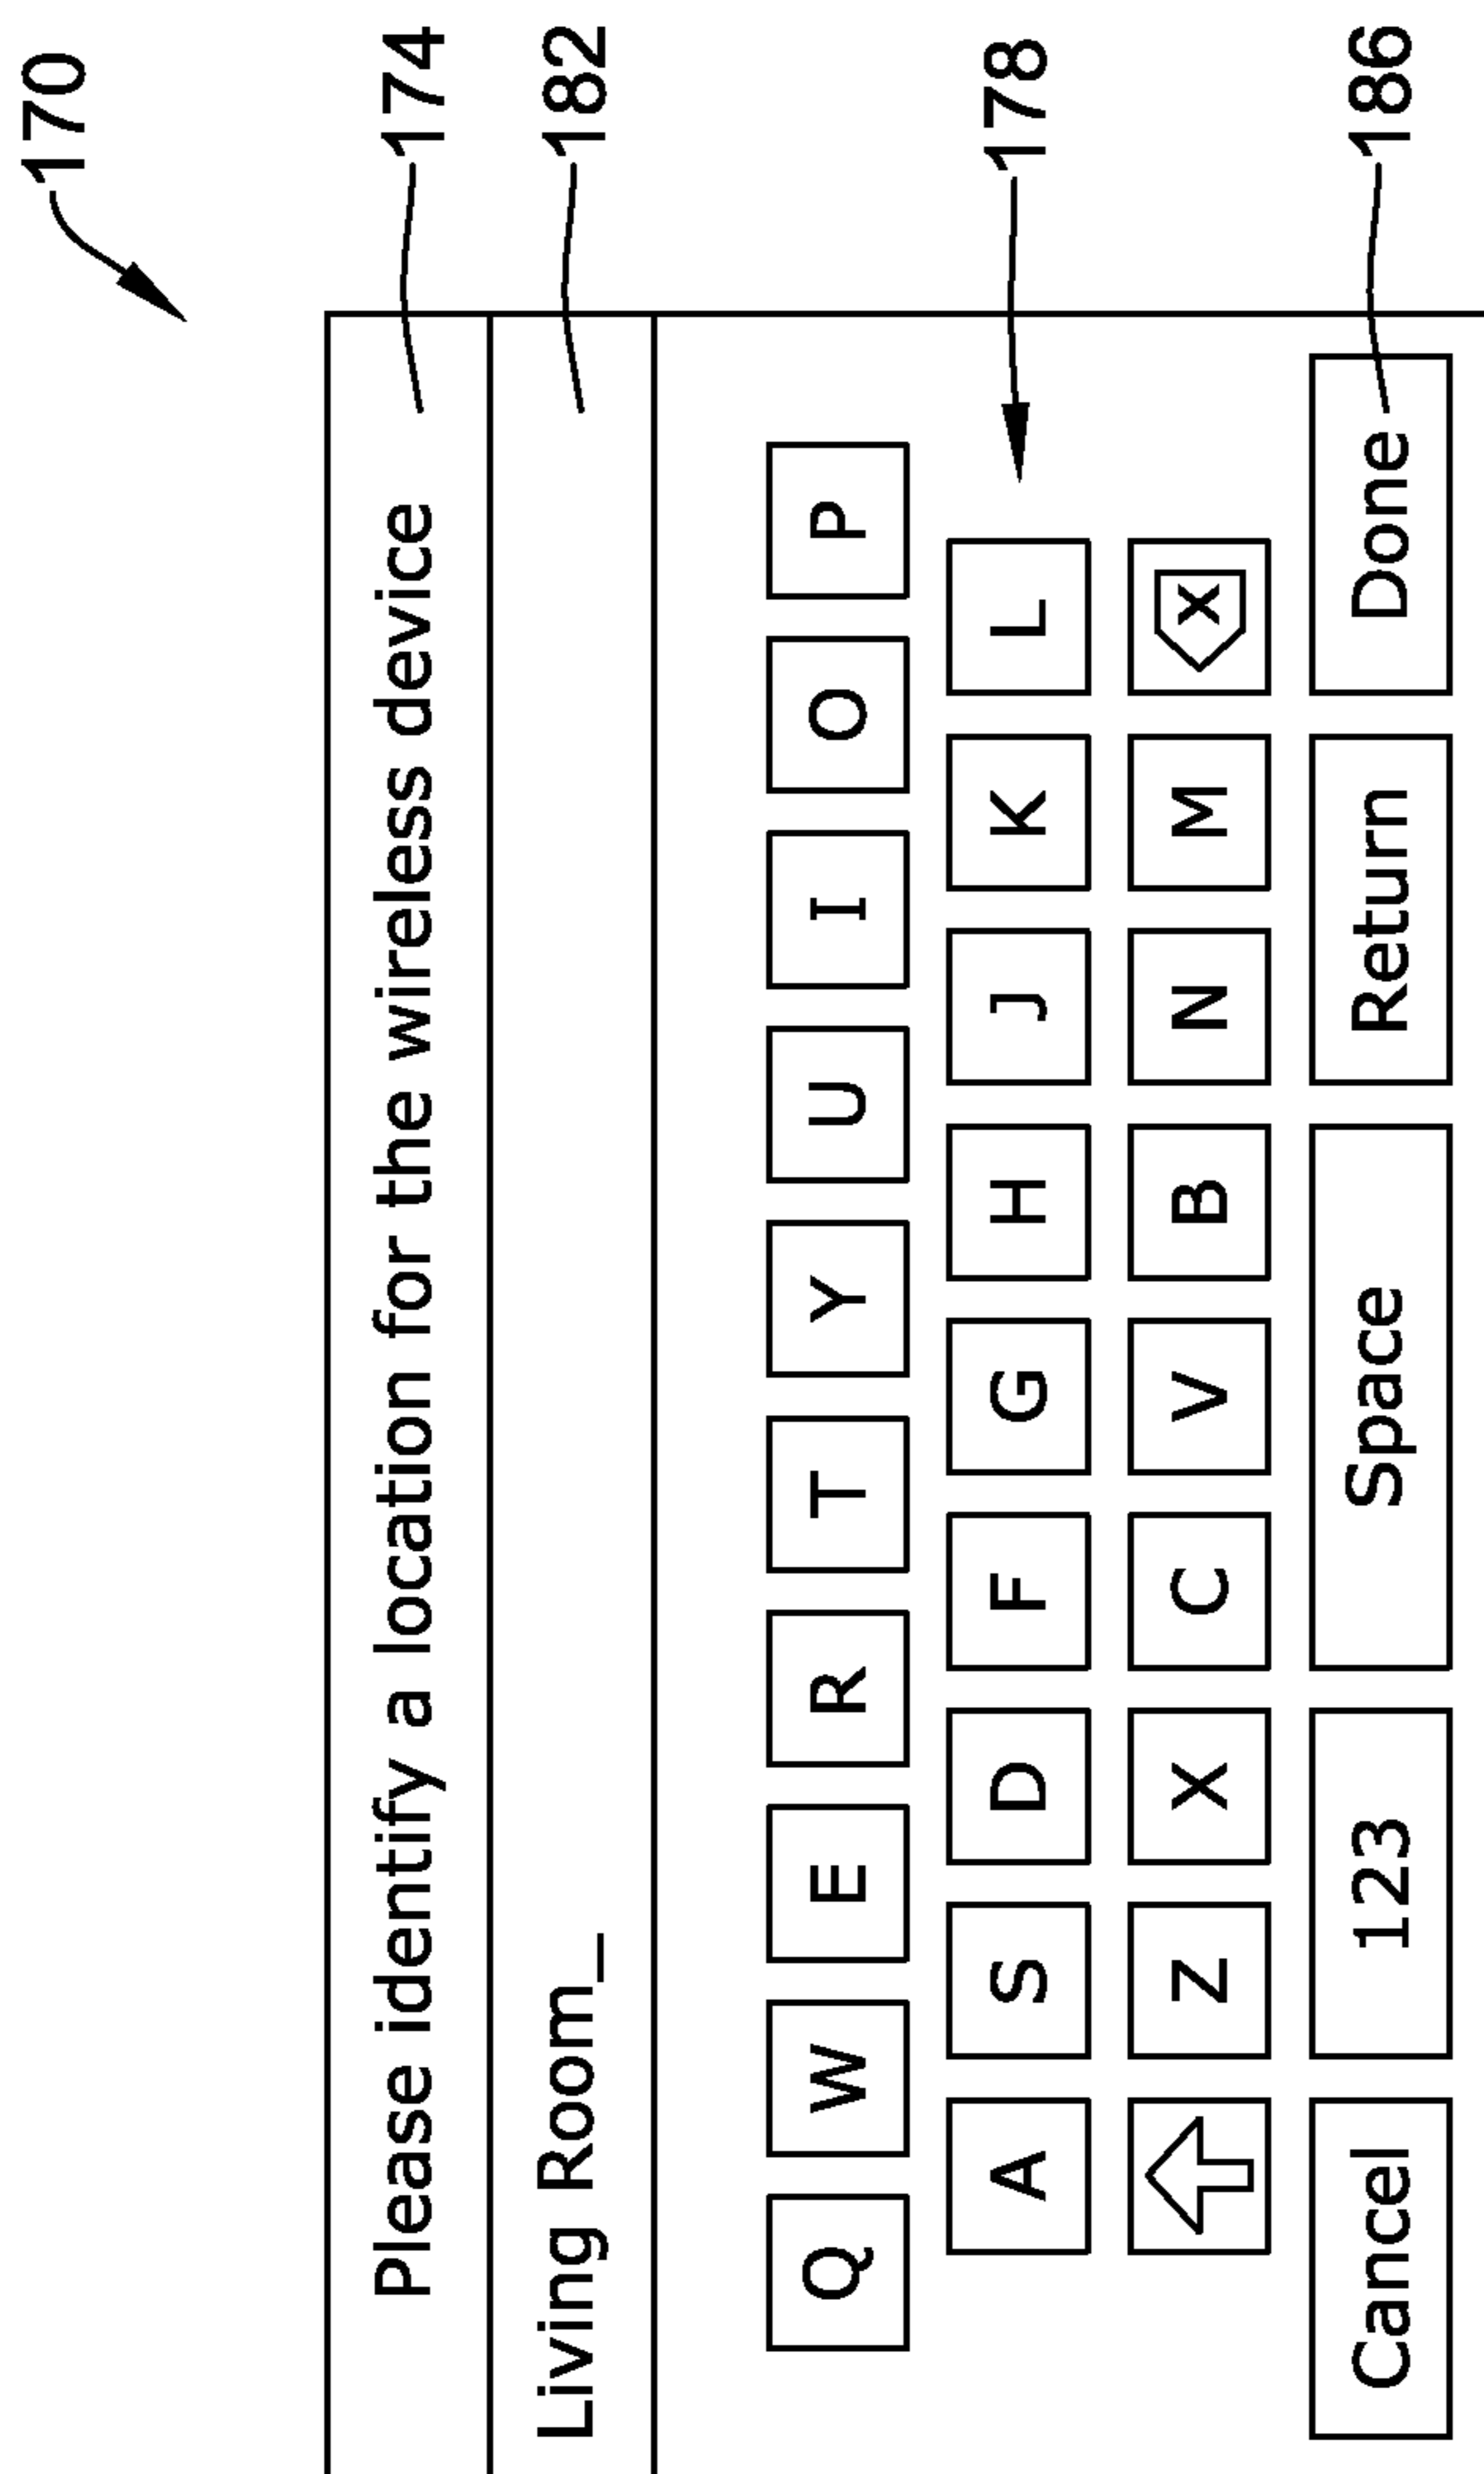 170
Please identify a location for the wireless device 174
Living Room_ 182
Q W E R T Y U I O P
A S D F G H J K L 178
Z X C V B N M X
Cancel 123 Space Return Done 186